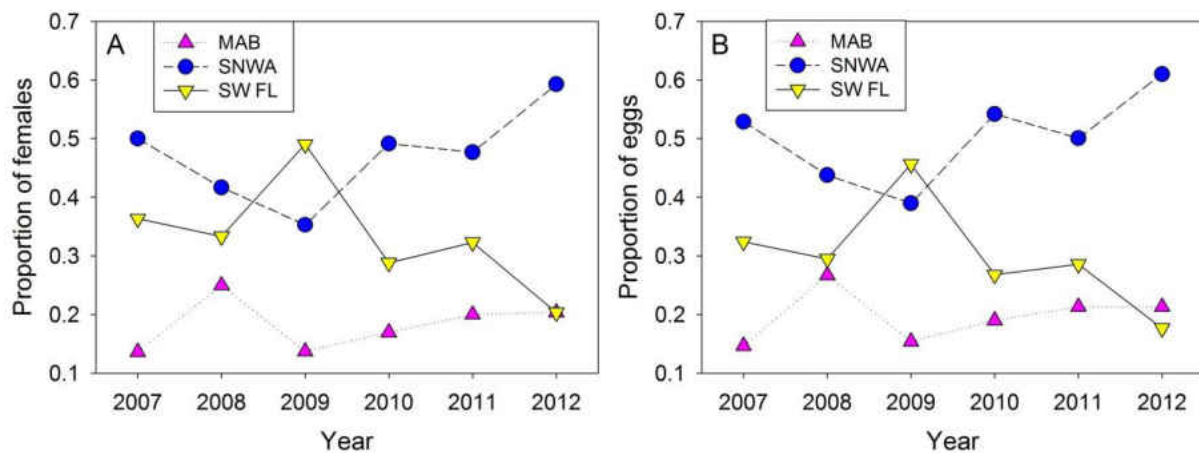 A
MAB
SNWA
SW FL
Proportion of females
0.7
0.6
0.5
0.4
0.3
0.2
0.1
2007 2008 2009 2010 2011 2012
Year
B
MAB
SNWA
SW FL
Proportion of eggs
0.7
0.6
0.5
0.4
0.3
0.2
0.1
2007 2008 2009 2010 2011 2012
Year